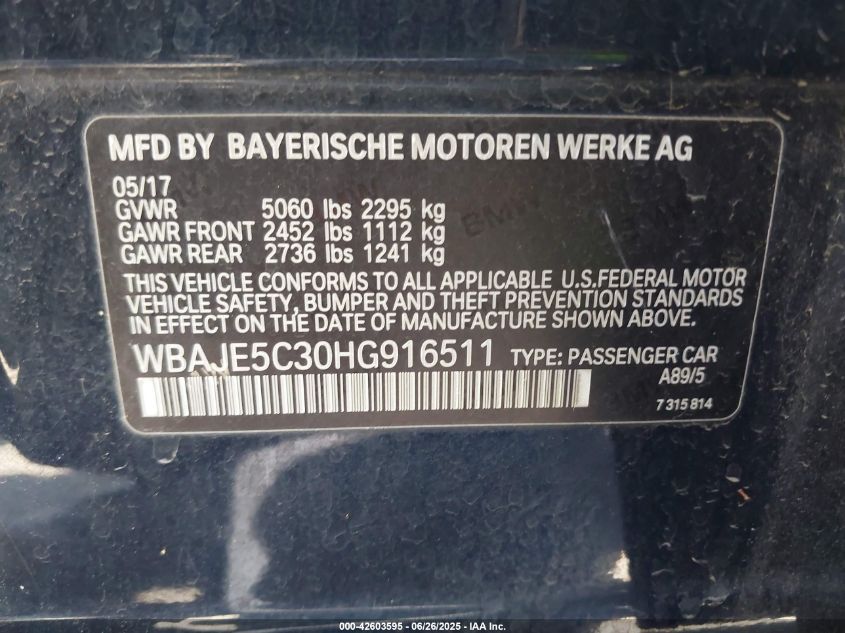 MFD BY BAYERISCHE MOTOREN WERKE AG
05/17
GVWR 5060 lbs 2295 kg
GAWR FRONT 2452 lbs 1112 kg
GAWR REAR 2736 lbs 1241 kg
THIS VEHICLE CONFORMS TO ALL APPLICABLE U.S.FEDERAL MOTOR
VEHICLE SAFETY, BUMPER AND THEFT PREVENTION STANDARDS
IN EFFECT ON THE DATE OF MANUFACTURE SHOWN ABOVE.
WBAJE5C30HG916511 TYPE: PASSENGER CAR
A89/5
7 315 814
000-42603595 - 06/26/2025 - IAA Inc.